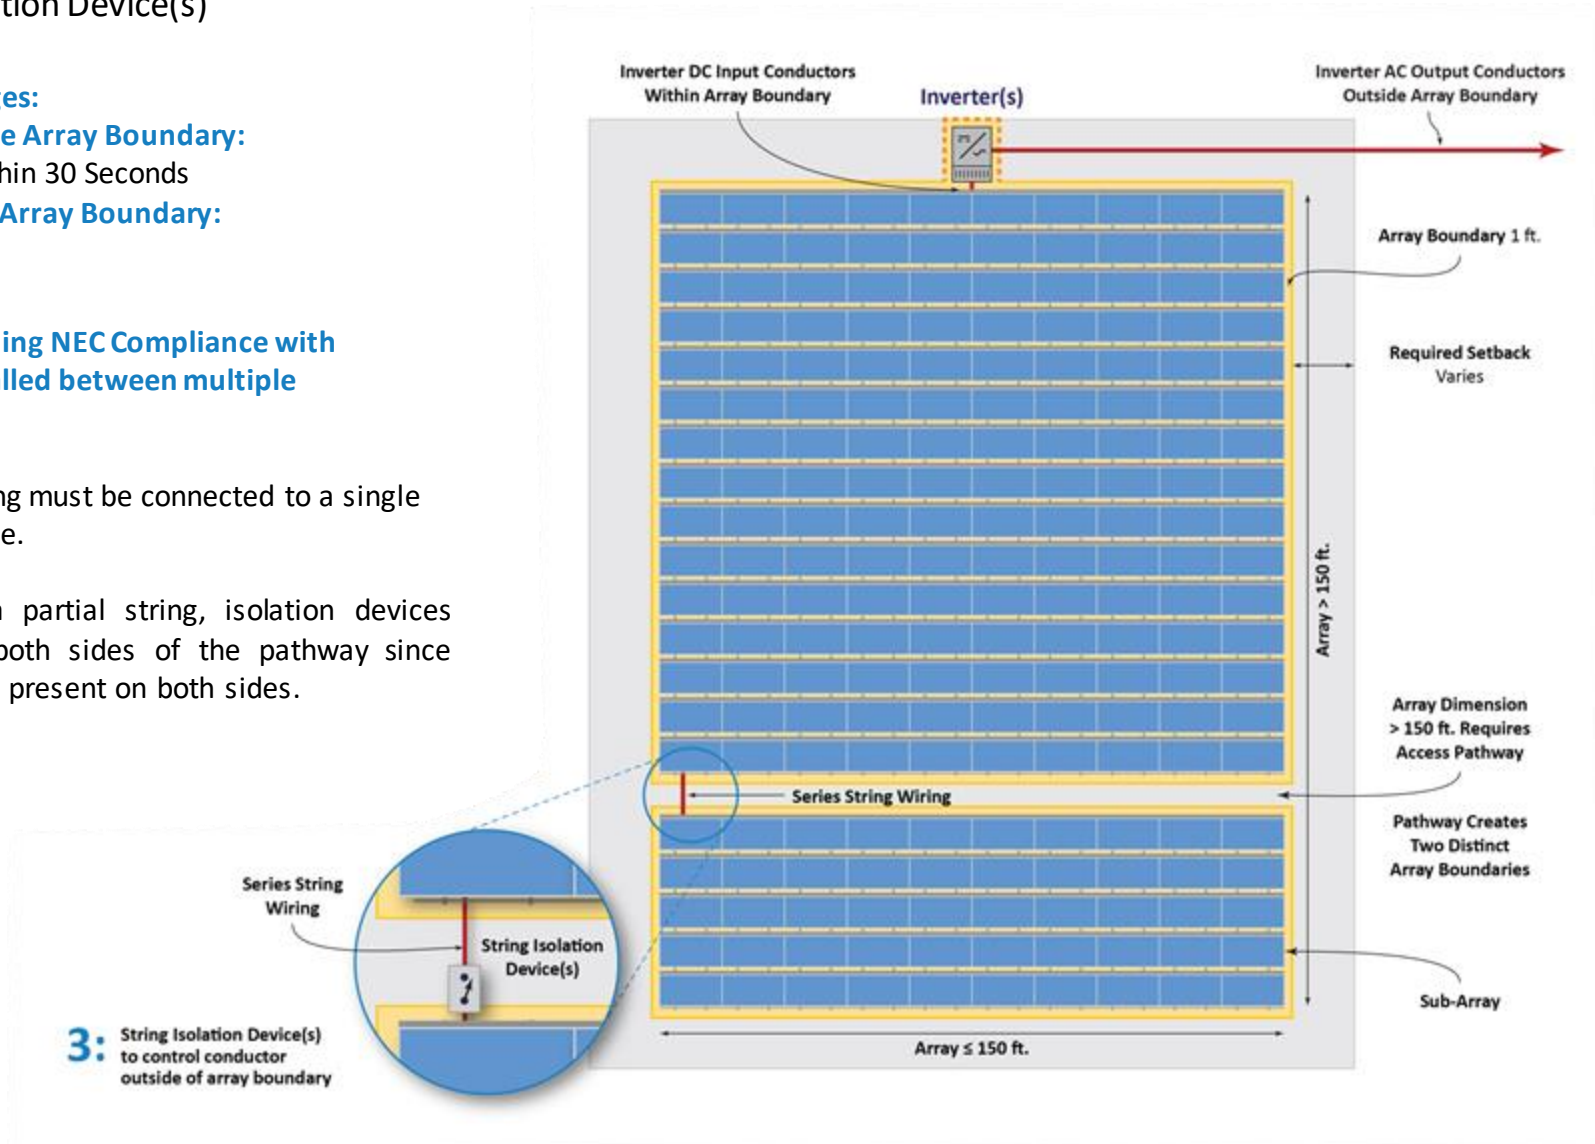 tion Device(s)
ges:
e Array Boundary:
hin 30 Seconds
Array Boundary:
ing NEC Compliance with
lled between multiple
ng must be connected to a single
e.
partial string, isolation devices
both sides of the pathway since
present on both sides.
Inverter DC Input Conductors
Within Array Boundary
Inverter(s)
Inverter AC Output Conductors
Outside Array Boundary
Array Boundary 1 ft.
Required Setback
Varies
Array > 150 ft.
Array Dimension
> 150 ft. Requires
Access Pathway
Series String Wiring
Pathway Creates
Two Distinct
Array Boundaries
Sub-Array
Array ≤ 150 ft.
Series String
Wiring
String Isolation
Device(s)
3: String Isolation Device(s)
to control conductor
outside of array boundary